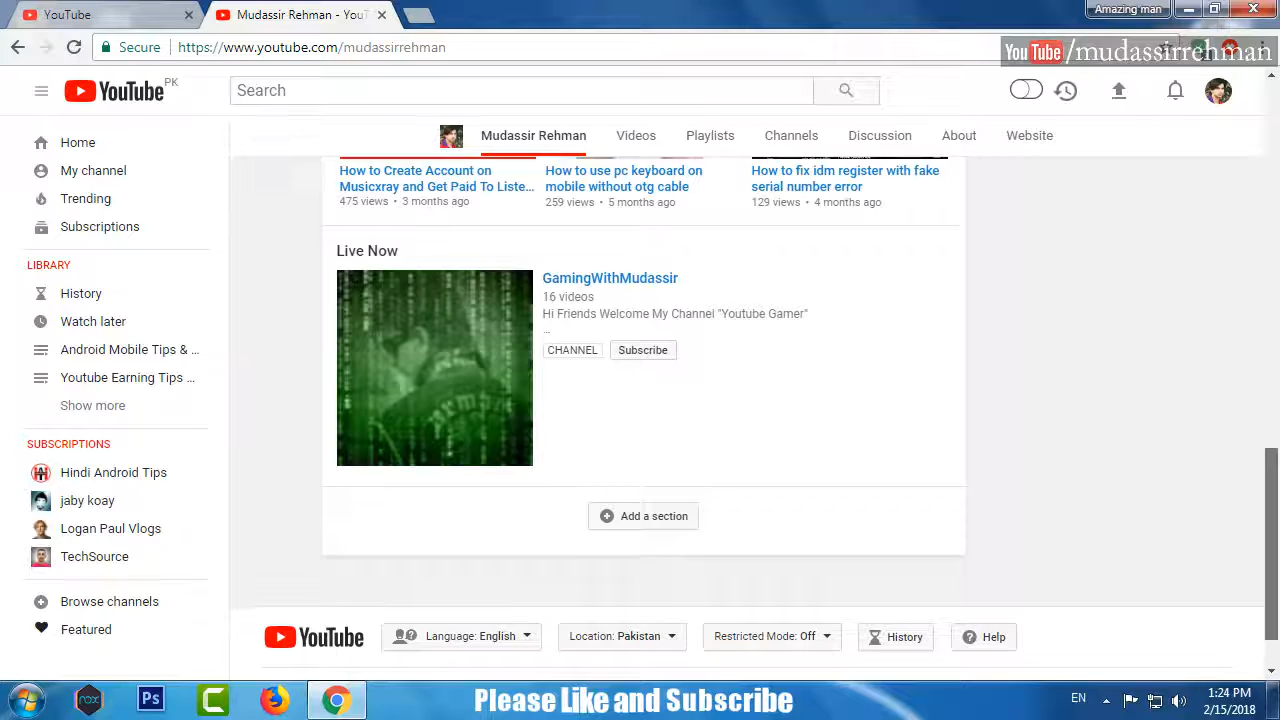 YouTube
Mudassir Rehman - YouT
Amazing man
Secure
https://www.youtube.com/mudassirrehman
YouTube/mudassirrehman
YouTube PK
Search
Mudassir Rehman
Videos
Playlists
Channels
Discussion
About
Website
Home
My channel
Trending
Subscriptions
LIBRARY
History
Watch later
Android Mobile Tips & ...
Youtube Earning Tips ...
Show more
SUBSCRIPTIONS
Hindi Android Tips
jaby koay
Logan Paul Vlogs
TechSource
Browse channels
Featured
How to Create Account on
Musicxray and Get Paid To Liste...
475 views • 3 months ago
How to use pc keyboard on
mobile without otg cable
259 views • 5 months ago
How to fix idm register with fake
serial number error
129 views • 4 months ago
Live Now
GamingWithMudassir
16 videos
Hi Friends Welcome My Channel "Youtube Gamer"
...
CHANNEL
Subscribe
Add a section
YouTube
Language: English
Location: Pakistan
Restricted Mode: Off
History
Help
nox
Ps
Please Like and Subscribe
EN
1:24 PM
2/15/2018